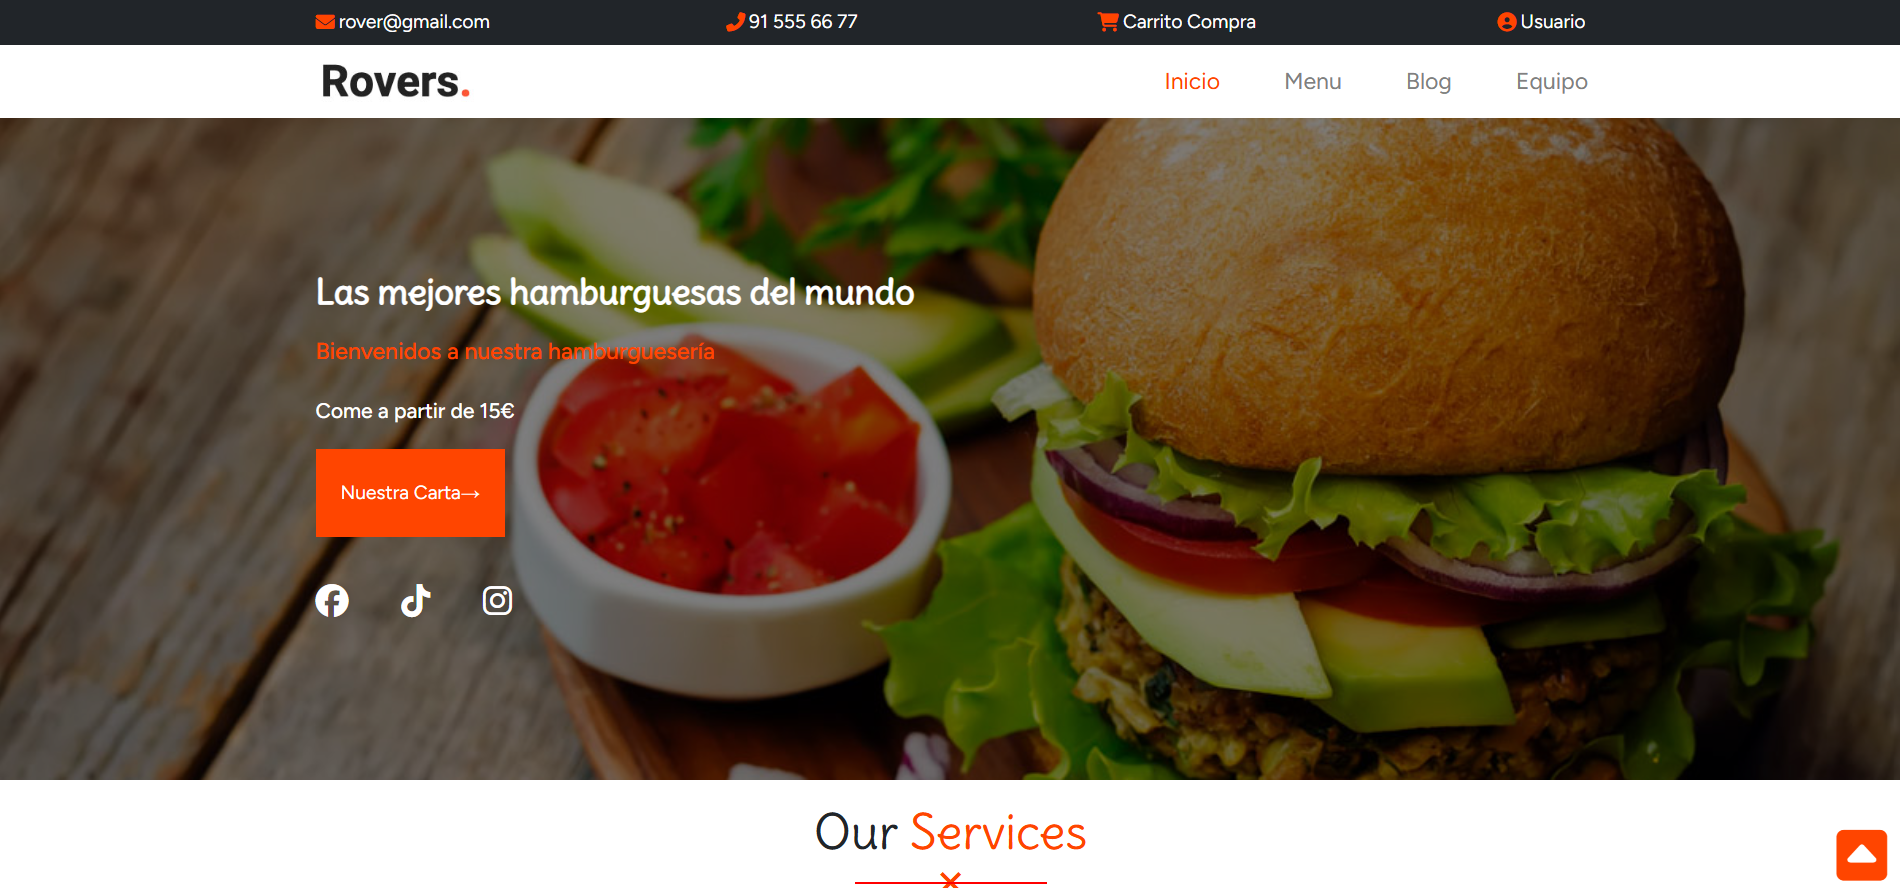 rover@gmail.com 91 555 66 77 Carrito Compra Usuario
Rovers. Inicio Menu Blog Equipo
Las mejores hamburguesas del mundo
Bienvenidos a nuestra hamburguesería
Come a partir de 15€
Nuestra Carta→
Our Services